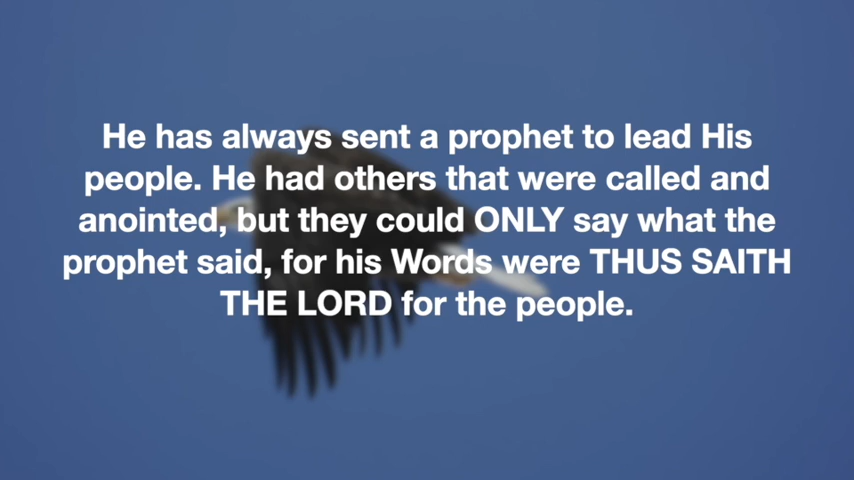 He has always sent a prophet to lead His
people. He had others that were called and
anointed, but they could ONLY say what the
prophet said, for his Words were THUS SAITH
THE LORD for the people.